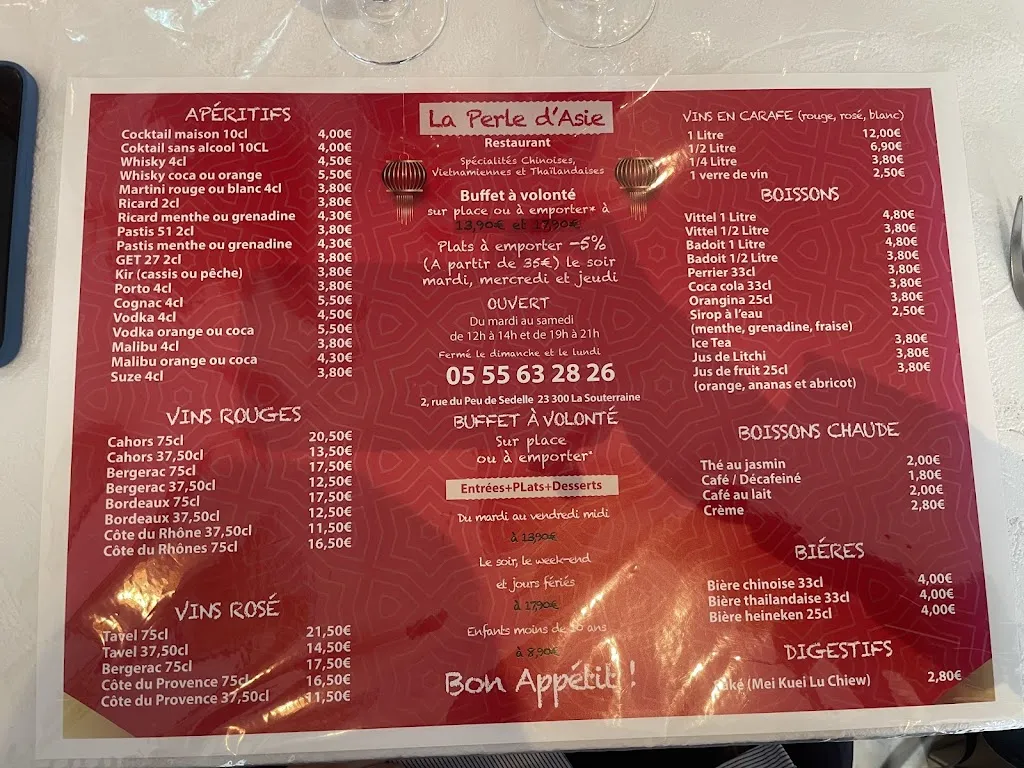 APÉRITIFS
Cocktail maison 10cl 4,00€
Coktail sans alcool 10CL 4,00€
Whisky 4cl 4,50€
Whisky coca ou orange 5,50€
Martini rouge ou blanc 4cl 3,80€
Ricard 2cl 3,80€
Ricard menthe ou grenadine 4,30€
Pastis 51 2cl 3,80€
Pastis menthe ou grenadine 4,30€
GET 27 2cl 3,80€
Kir (cassis ou pêche) 3,80€
Porto 4cl 3,80€
Cognac 4cl 5,50€
Vodka 4cl 4,50€
Vodka orange ou coca 5,50€
Malibu 4cl 3,80€
Malibu orange ou coca 4,30€
Suze 4cl 3,80€
VINS ROUGES
Cahors 75cl 20,50€
Cahors 37,50cl 13,50€
Bergerac 75cl 17,50€
Bergerac 37,50cl 12,50€
Bordeaux 75cl 17,50€
Bordeaux 37,50cl 12,50€
Côte du Rhône 37,50cl 11,50€
Côte du Rhônes 75cl 16,50€
VINS ROSÉ
Tavel 75cl 21,50€
Tavel 37,50cl 14,50€
Bergerac 75cl 17,50€
Côte du Provence 75cl 16,50€
Côte du Provence 37,50cl 11,50€
La Perle d'Asie
Restaurant
Spécialités Chinoises,
Vietnamiennes et Thaïlandaises
Buffet à volonté
sur place ou à emporter* à
13,90€ et 17,90€
Plats à emporter -5%
(A partir de 35€) le soir
mardi, mercredi et jeudi
OUVERT
Du mardi au samedi
de 12h à 14h et de 19h à 21h
Fermé le dimanche et le lundi
05 55 63 28 26
2, rue du Peu de Sedelle 23 300 La Souterraine
BUFFET À VOLONTÉ
Sur place
ou à emporter*
Entrées+PLats+Desserts
Du mardi au vendredi midi
à 13,90€
Le soir, le week-end
et jours fériés
à 17,90€
Enfants moins de 10 ans
à 8,90€
Bon Appétit !
VINS EN CARAFE (rouge, rosé, blanc)
1 Litre 12,00€
1/2 Litre 6,90€
1/4 Litre 3,80€
1 verre de vin 2,50€
BOISSONS
Vittel 1 Litre 4,80€
Vittel 1/2 Litre 3,80€
Badoit 1 Litre 4,80€
Badoit 1/2 Litre 3,80€
Perrier 33cl 3,80€
Coca cola 33cl 3,80€
Orangina 25cl 3,80€
Sirop à l'eau 2,50€
(menthe, grenadine, fraise)
Ice Tea 3,80€
Jus de Litchi 3,80€
Jus de fruit 25cl 3,80€
(orange, ananas et abricot)
BOISSONS CHAUDE
Thé au jasmin 2,00€
Café / Décafeiné 1,80€
Café au lait 2,00€
Crème 2,80€
BIÉRES
Bière chinoise 33cl 4,00€
Bière thailandaise 33cl 4,00€
Bière heineken 25cl 4,00€
DIGESTIFS
(Mei Kuei Lu Chiew) 2,80€